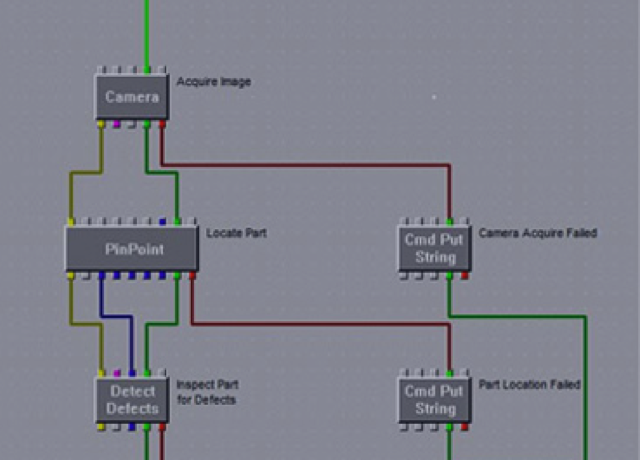 Acquire Image
Camera
Locate Part
PinPoint
Camera Acquire Failed
Cmd Put
String
Inspect Part
for Defects
Detect
Defects
Part Location Failed
Cmd Put
String